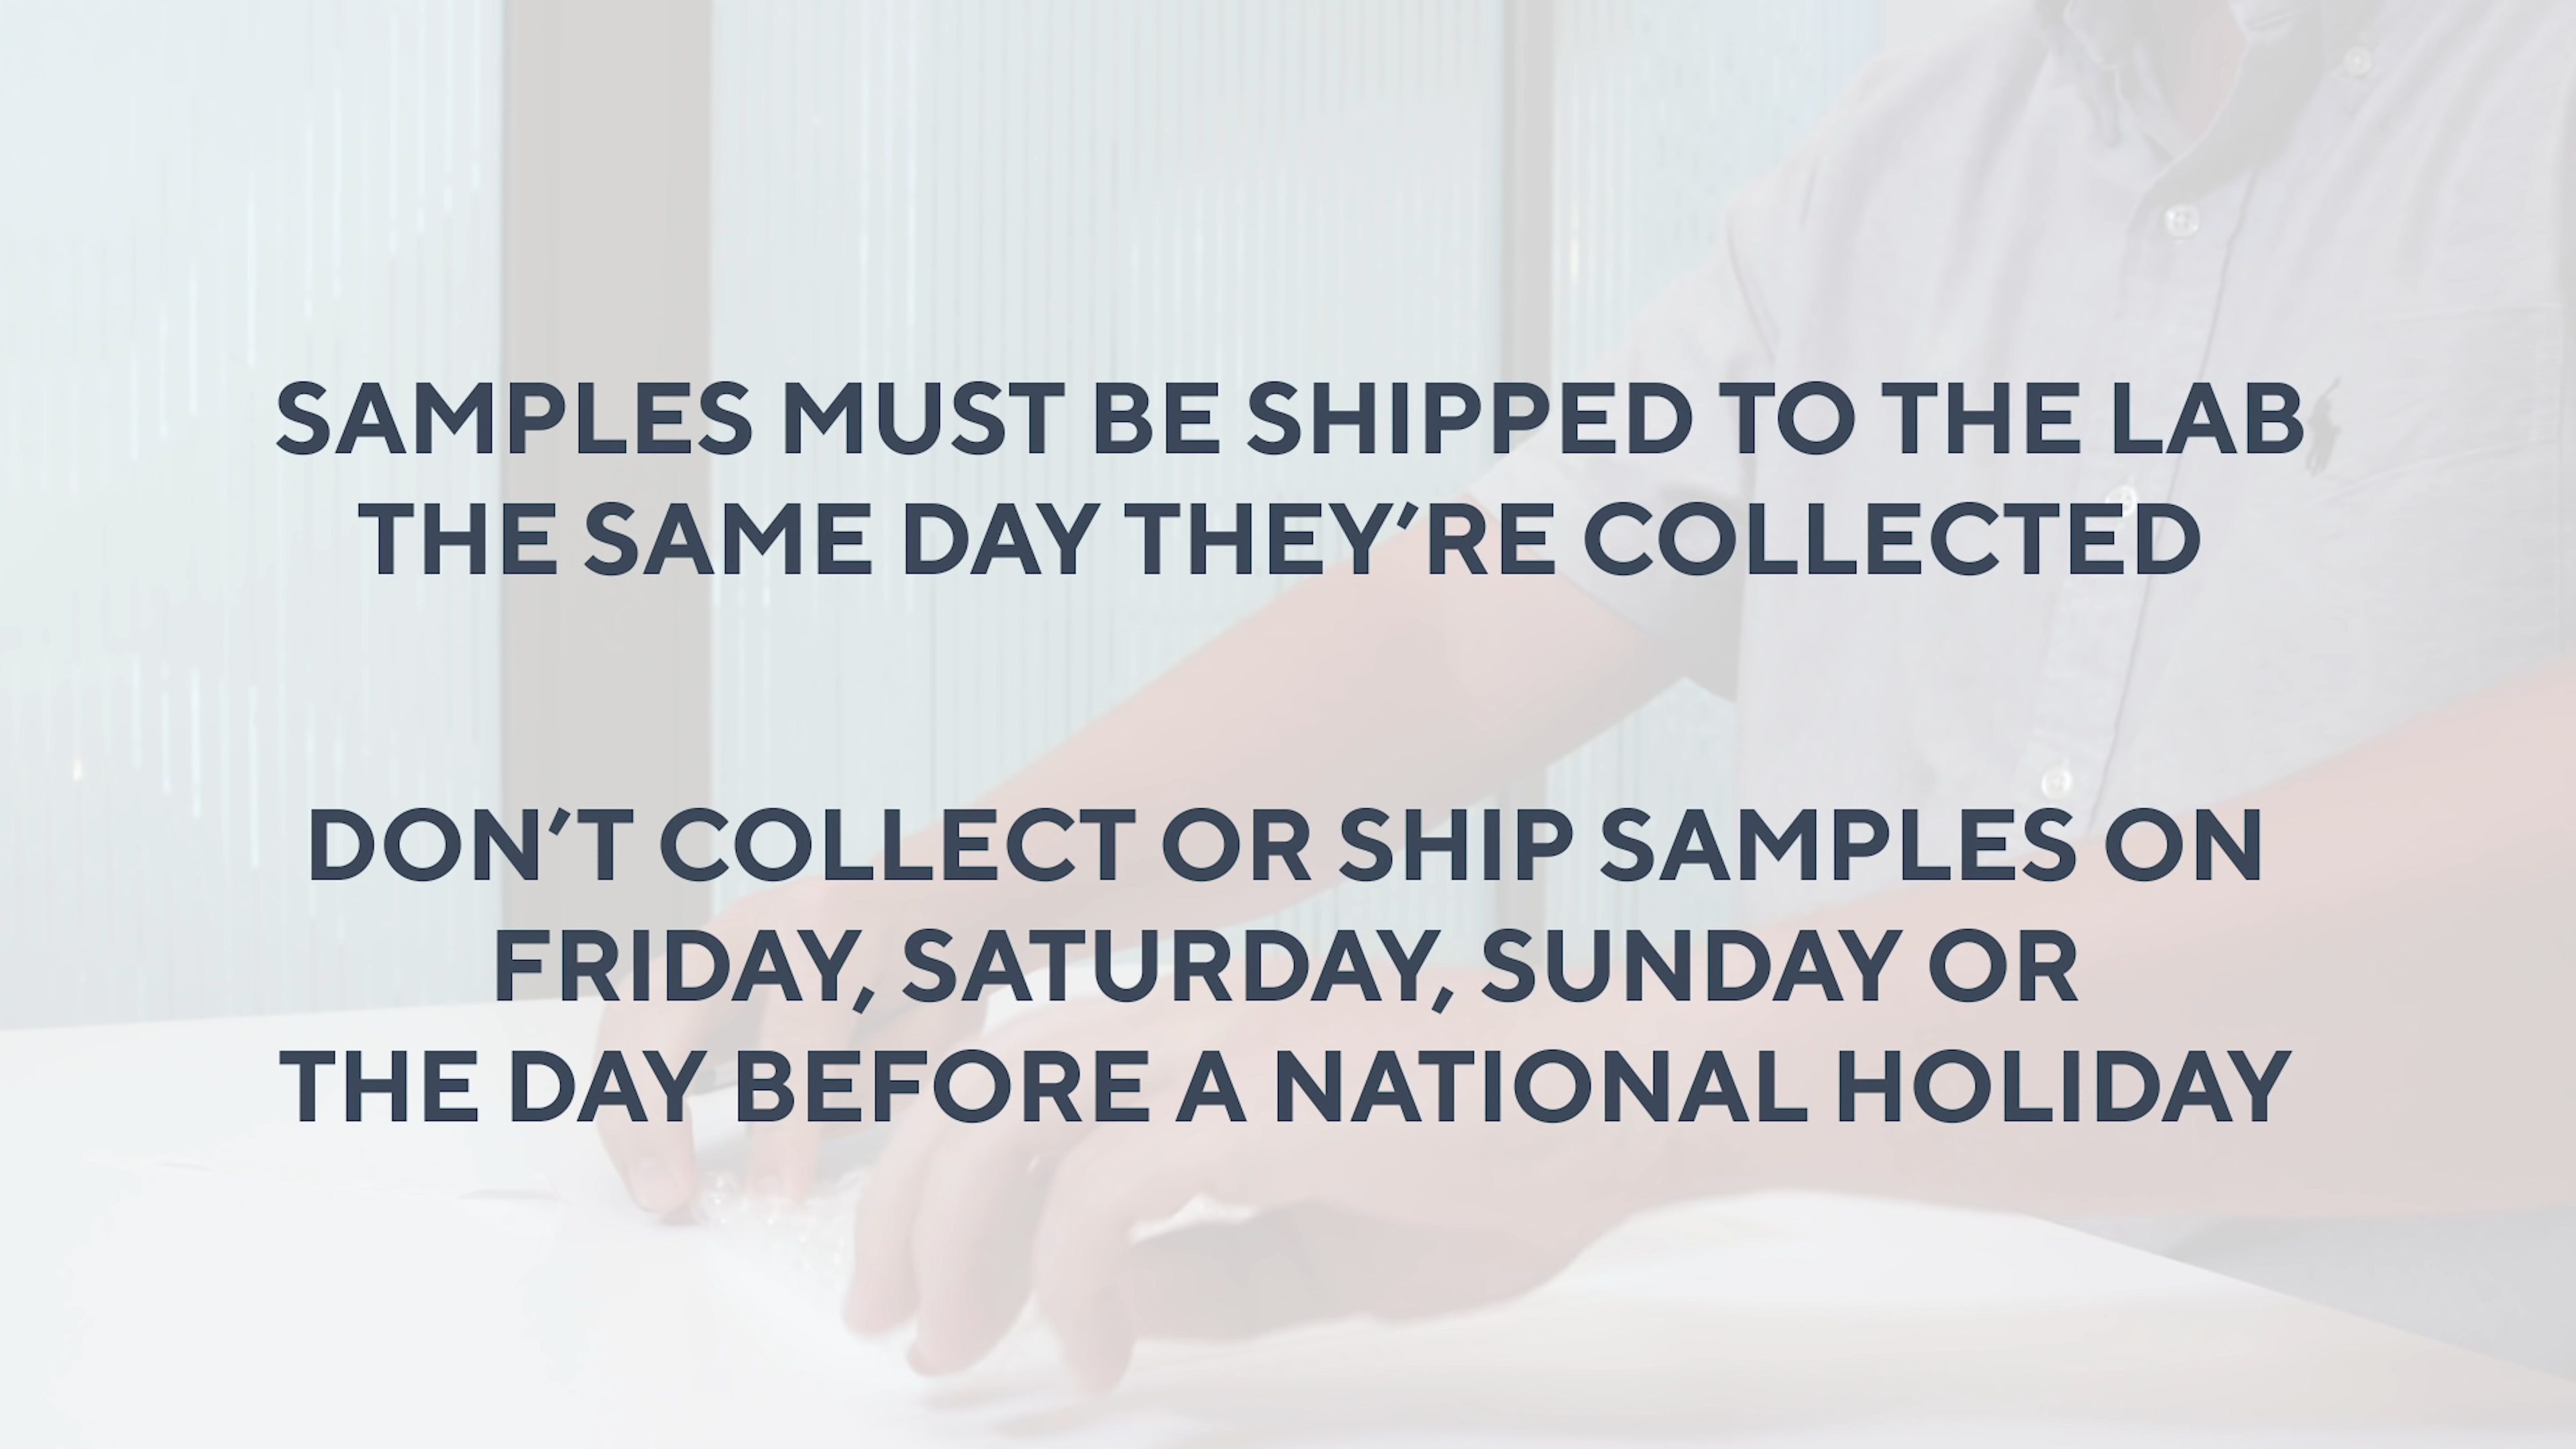 SAMPLES MUST BE SHIPPED TO THE LAB
THE SAME DAY THEY’RE COLLECTED
DON’T COLLECT OR SHIP SAMPLES ON
FRIDAY, SATURDAY, SUNDAY OR
THE DAY BEFORE A NATIONAL HOLIDAY